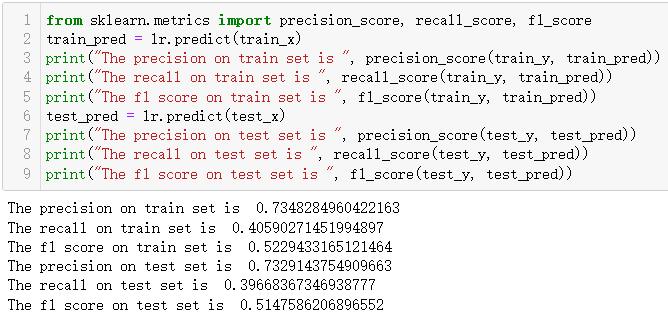 1 from sklearn.metrics import precision_score, recall_score, f1_score
2 train_pred = lr.predict(train_x)
3 print("The precision on train set is ", precision_score(train_y, train_pred))
4 print("The recall on train set is ", recall_score(train_y, train_pred))
5 print("The f1 score on train set is ", f1_score(train_y, train_pred))
6 test_pred = lr.predict(test_x)
7 print("The precision on test set is ", precision_score(test_y, test_pred))
8 print("The recall on test set is ", recall_score(test_y, test_pred))
9 print("The f1 score on test set is ", f1_score(test_y, test_pred))
The precision on train set is  0.7348284960422163
The recall on train set is  0.40590271451994897
The f1 score on train set is  0.5229433165121464
The precision on test set is  0.7329143754909663
The recall on test set is  0.39668367346938777
The f1 score on test set is  0.5147586206896552